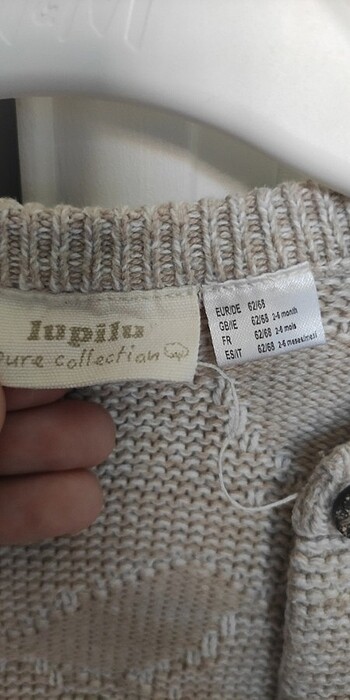 lupilu
pure collection
EUR/DE 62/68
GB/IE 62/68 2-6 month
FR 62/68 2-6 mois
ES/IT 62/68 2-6 meses/mesi